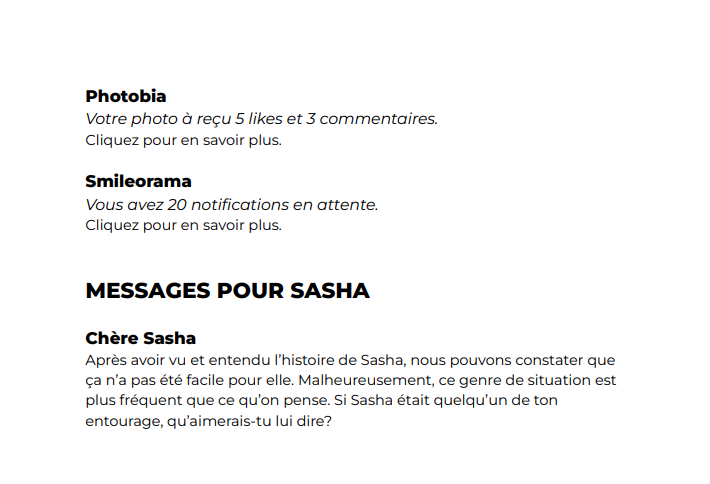 Photobia
Votre photo à reçu 5 likes et 3 commentaires.
Cliquez pour en savoir plus.
Smileorama
Vous avez 20 notifications en attente.
Cliquez pour en savoir plus.
MESSAGES POUR SASHA
Chère Sasha
Après avoir vu et entendu l’histoire de Sasha, nous pouvons constater que
ça n’a pas été facile pour elle. Malheureusement, ce genre de situation est
plus fréquent que ce qu’on pense. Si Sasha était quelqu’un de ton
entourage, qu’aimerais-tu lui dire?